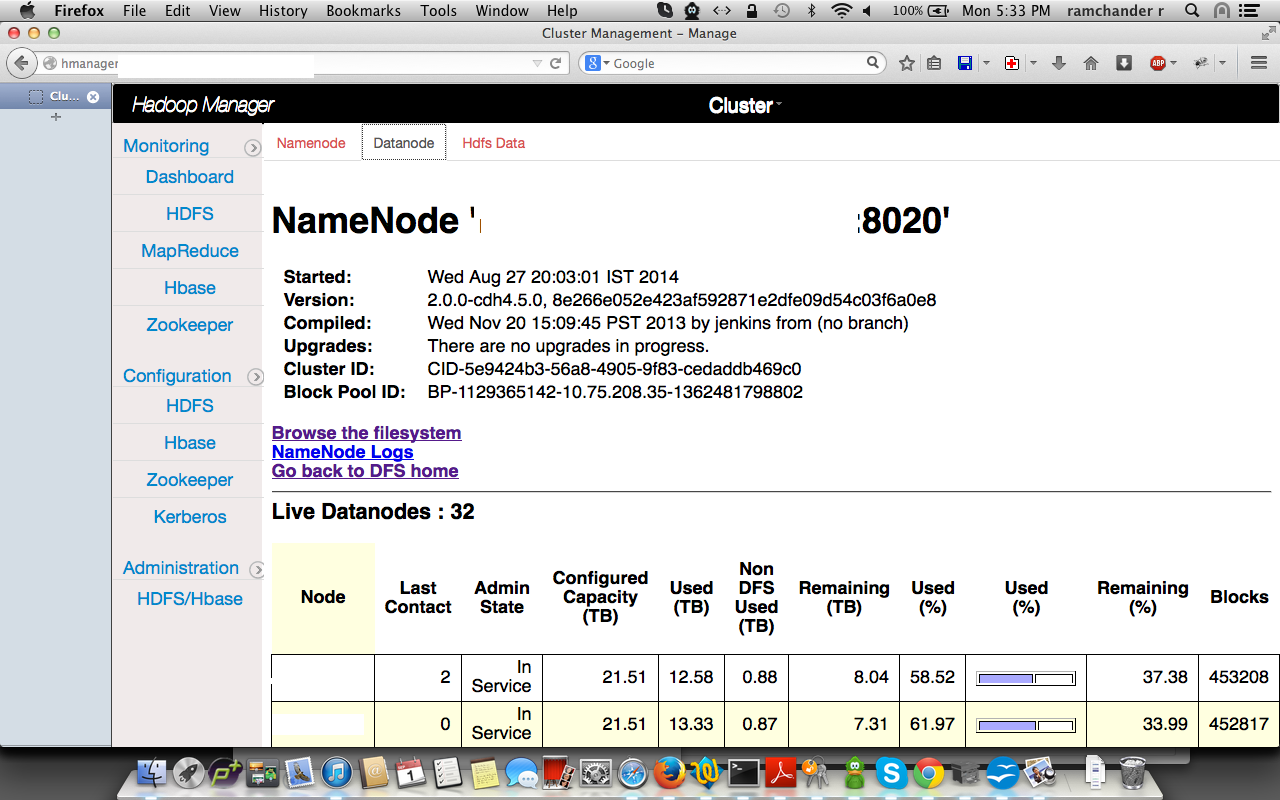 Firefox File Edit View History Bookmarks Tools Window Help 100% Mon 5:33 PM ramchander r
Cluster Management - Manage
hmanager Google ABP
Clu...
Hadoop Manager Cluster
Monitoring
Dashboard
HDFS
MapReduce
Hbase
Zookeeper
Configuration
HDFS
Hbase
Zookeeper
Kerberos
Administration
HDFS/Hbase
Namenode Datanode Hdfs Data
NameNode ' :8020'
Started: Wed Aug 27 20:03:01 IST 2014
Version: 2.0.0-cdh4.5.0, 8e266e052e423af592871e2dfe09d54c03f6a0e8
Compiled: Wed Nov 20 15:09:45 PST 2013 by jenkins from (no branch)
Upgrades: There are no upgrades in progress.
Cluster ID: CID-5e9424b3-56a8-4905-9f83-cedaddb469c0
Block Pool ID: BP-1129365142-10.75.208.35-1362481798802
Browse the filesystem
NameNode Logs
Go back to DFS home
Live Datanodes : 32
Node Last Contact Admin State Configured Capacity (TB) Used (TB) Non DFS Used (TB) Remaining (TB) Used (%) Used (%) Remaining (%) Blocks
2 In Service 21.51 12.58 0.88 8.04 58.52 37.38 453208
0 In Service 21.51 13.33 0.87 7.31 61.97 33.99 452817